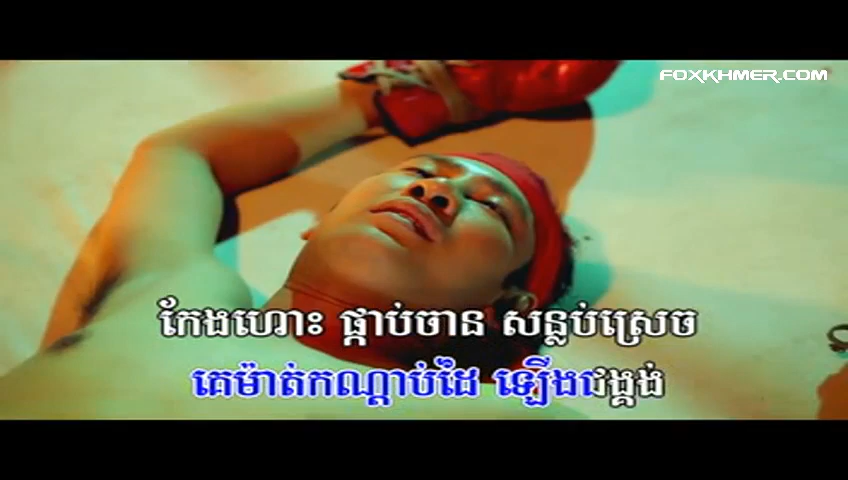 FOXKHMER.COM
កែងហោះ ផ្កាប់ចាន សន្លប់ស្រេច
គេម៉ាត់កណ្ដាប់ដៃ ឡើងដង្គង់